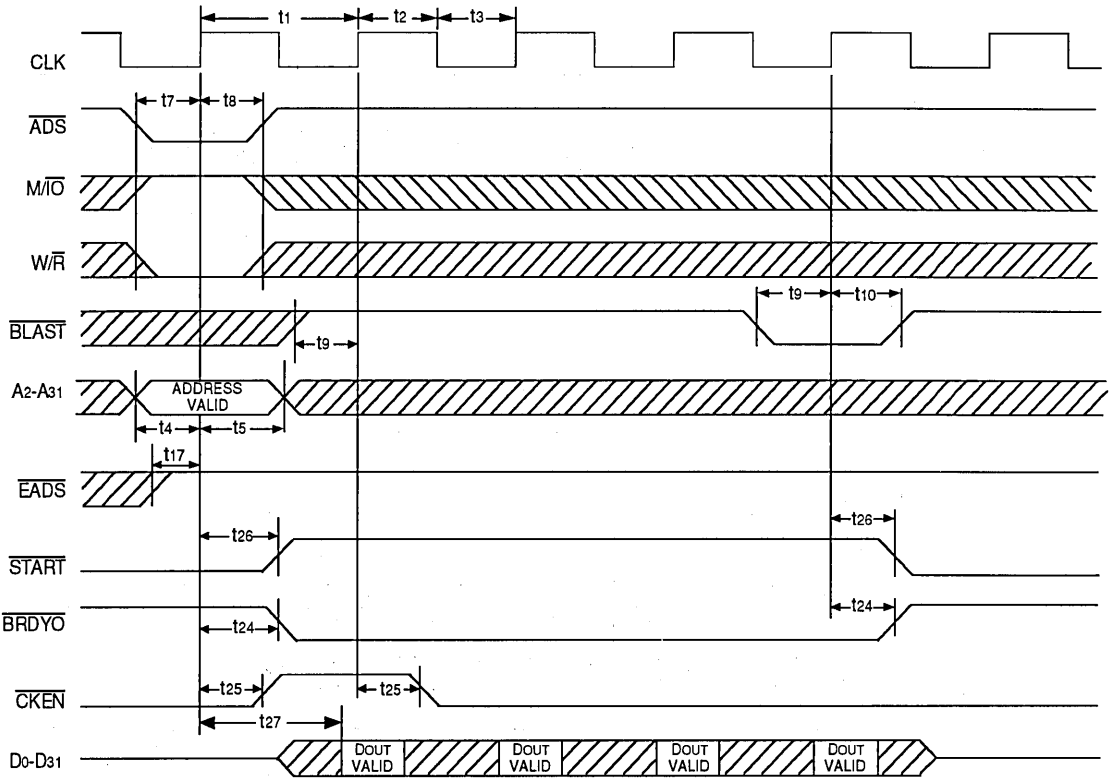 t1 t2 t3
CLK
t7 t8
ADS
M/IO
W/R
t9 t10
BLAST
t9
A2-A31 ADDRESS VALID
t4 t5
t17
EADS
t26 t26
START
t24 t24
BRDYO
t25 t25
CKEN
t27
D0-D31 DOUT VALID DOUT VALID DOUT VALID DOUT VALID